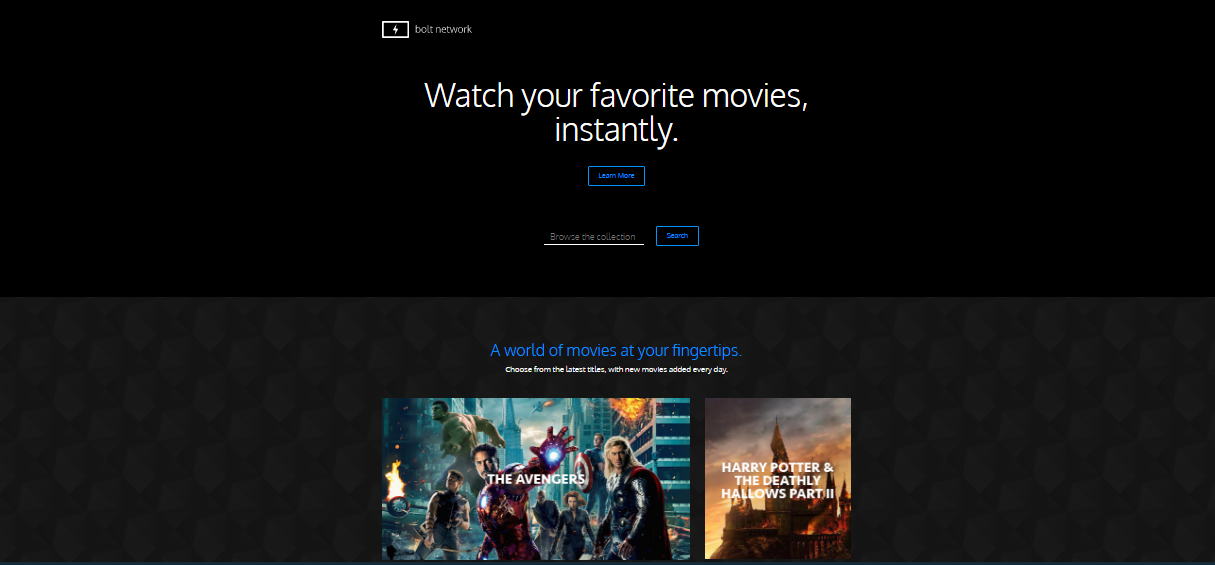 bolt network
Watch your favorite movies,
instantly.
Learn More
Browse the collection
Search
A world of movies at your fingertips.
Choose from the latest titles, with new movies added every day.
THE AVENGERS
HARRY POTTER &
THE DEATHLY
HALLOWS PART II